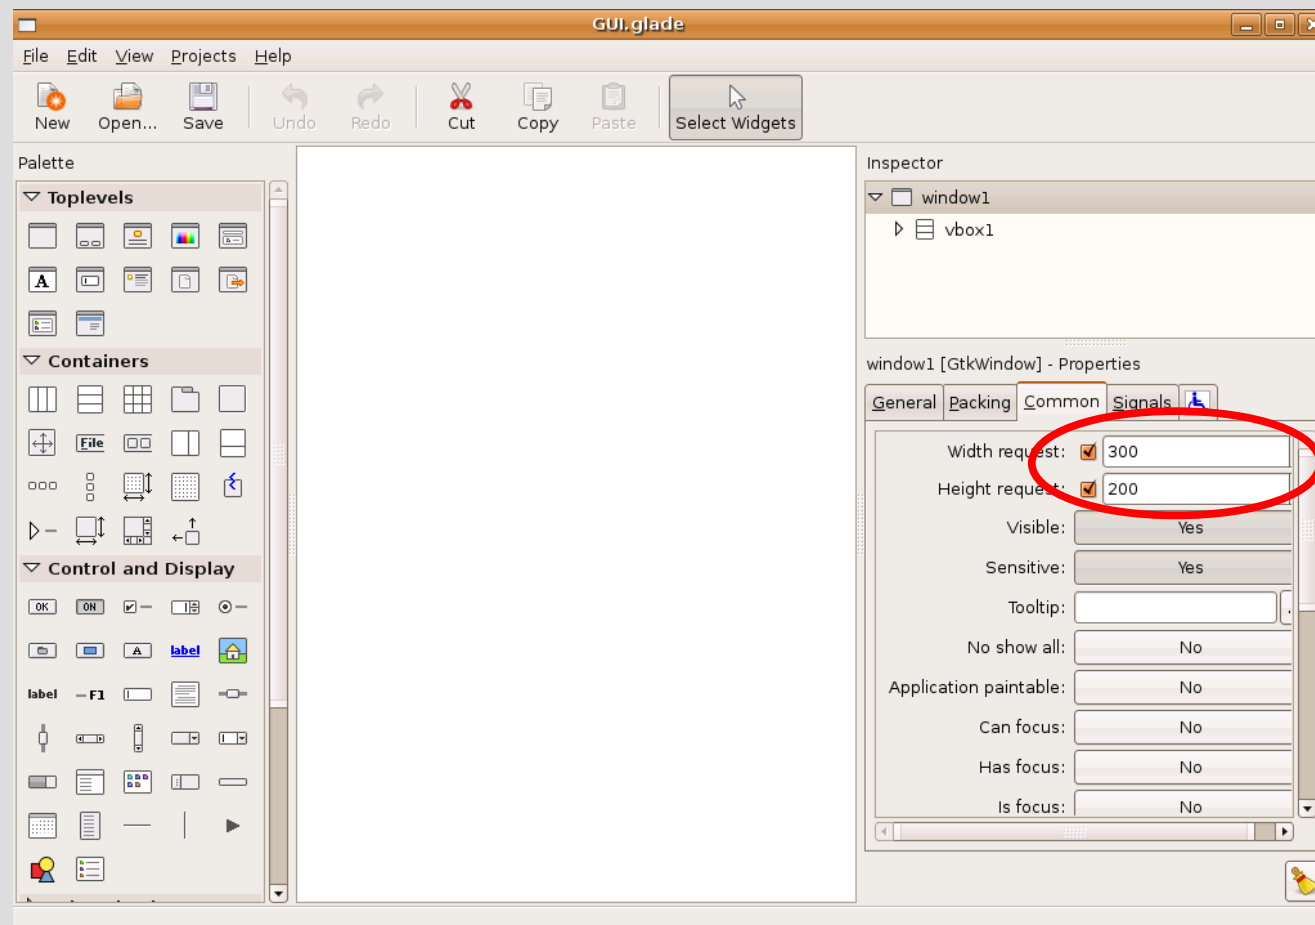 GUI.glade
File Edit View Projects Help
New Open... Save Undo Redo Cut Copy Paste Select Widgets
Palette
Toplevels
A
Containers
File
Control and Display
OK ON
A label
label F1
Inspector
window1
vbox1
window1 [GtkWindow] - Properties
General Packing Common Signals
Width request: 300
Height request: 200
Visible: Yes
Sensitive: Yes
Tooltip:
No show all: No
Application paintable: No
Can focus: No
Has focus: No
Is focus: No